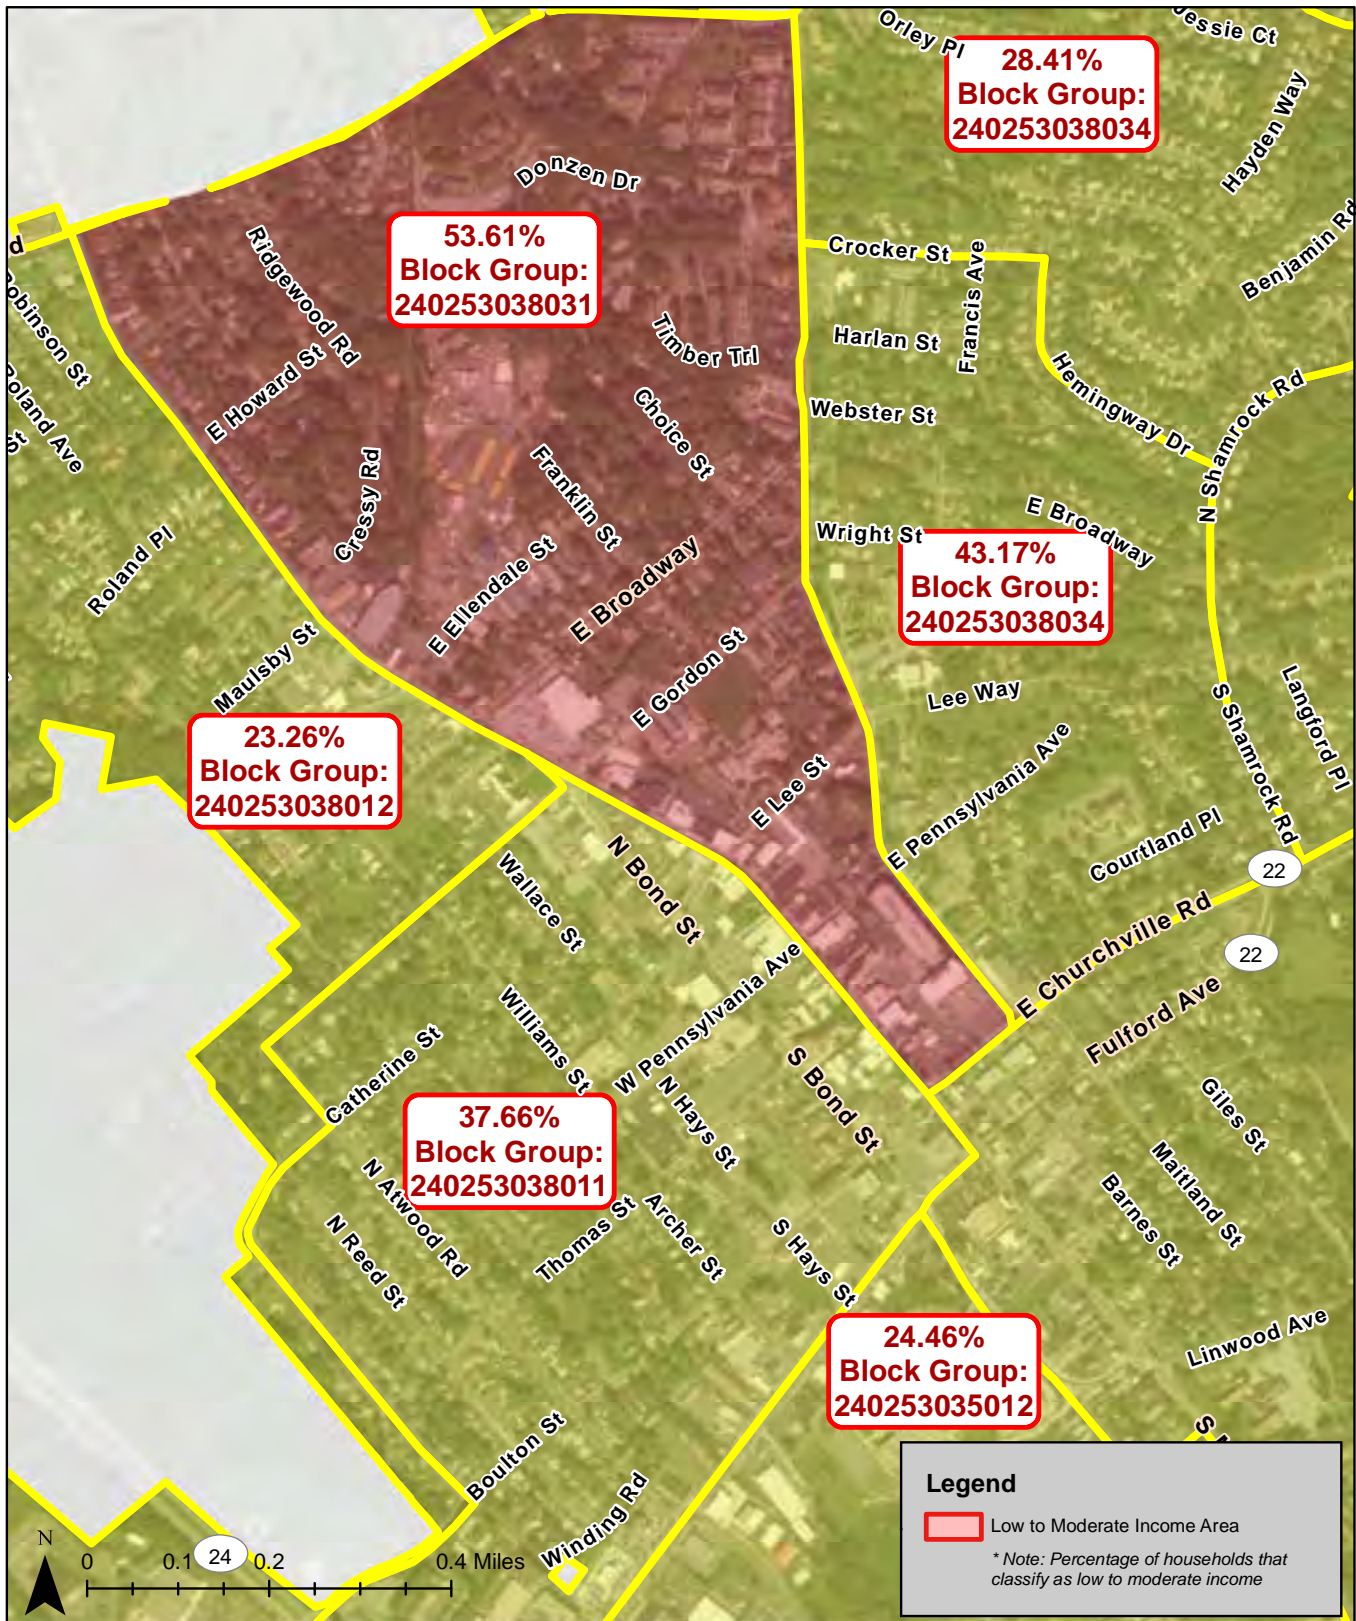 Orley Pl
Jessie Ct
28.41%
Block Group:
240253038034
Hayden Way
Benjamin Rd
Donzen Dr
53.61%
Block Group:
240253038031
Ridgewood Rd
d
Robinson St
Roland Ave
St
E Howard St
Timber Trl
Choice St
Crocker St
Francis Ave
Harlan St
Hemingway Dr
Webster St
N Shamrock Rd
Cressy Rd
Franklin St
E Broadway
Wright St
E Broadway
43.17%
Block Group:
240253038034
Roland Pl
E Ellendale St
Maulsby St
E Gordon St
Lee Way
S Shamrock Rd
Langford Pl
23.26%
Block Group:
240253038012
E Lee St
E Pennsylvania Ave
Courtland Pl
22
N Bond St
Wallace St
E Churchville Rd
22
W Pennsylvania Ave
Fulford Ave
Williams St
Catherine St
N Hays St
S Bond St
Giles St
37.66%
Block Group:
240253038011
Maitland St
Barnes St
N Atwood Rd
N Reed St
Thomas St
Archer St
S Hays St
24.46%
Block Group:
240253035012
Linwood Ave
S
Boulton St
Winding Rd
N
0 0.1 0.2 0.4 Miles
24
Legend
Low to Moderate Income Area
* Note: Percentage of households that
classify as low to moderate income